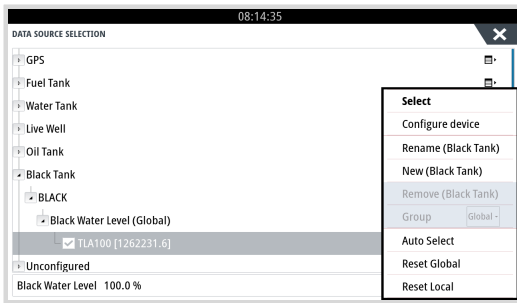 08:14:35
DATA SOURCE SELECTION
GPS
Fuel Tank
Water Tank
Live Well
Oil Tank
Black Tank
BLACK
Black Water Level (Global)
TLA100 [1262231.6]
Unconfigured
Black Water Level 100.0 %
Select
Configure device
Rename (Black Tank)
New (Black Tank)
Remove (Black Tank)
Group Global
Auto Select
Reset Global
Reset Local